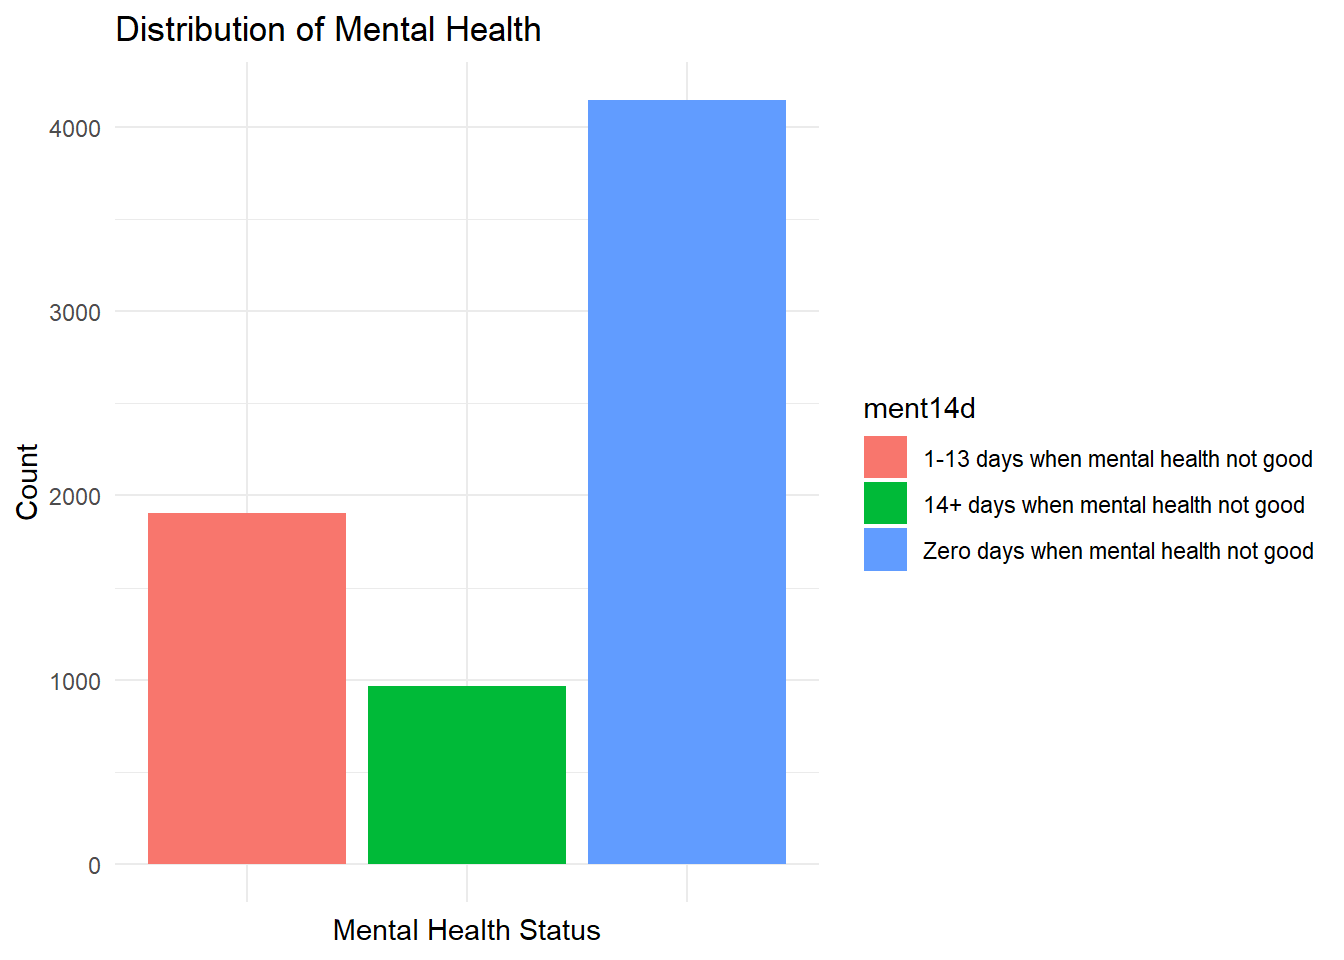 Distribution of Mental Health
Count
4000
3000
2000
1000
0
Mental Health Status
ment14d
1-13 days when mental health not good
14+ days when mental health not good
Zero days when mental health not good